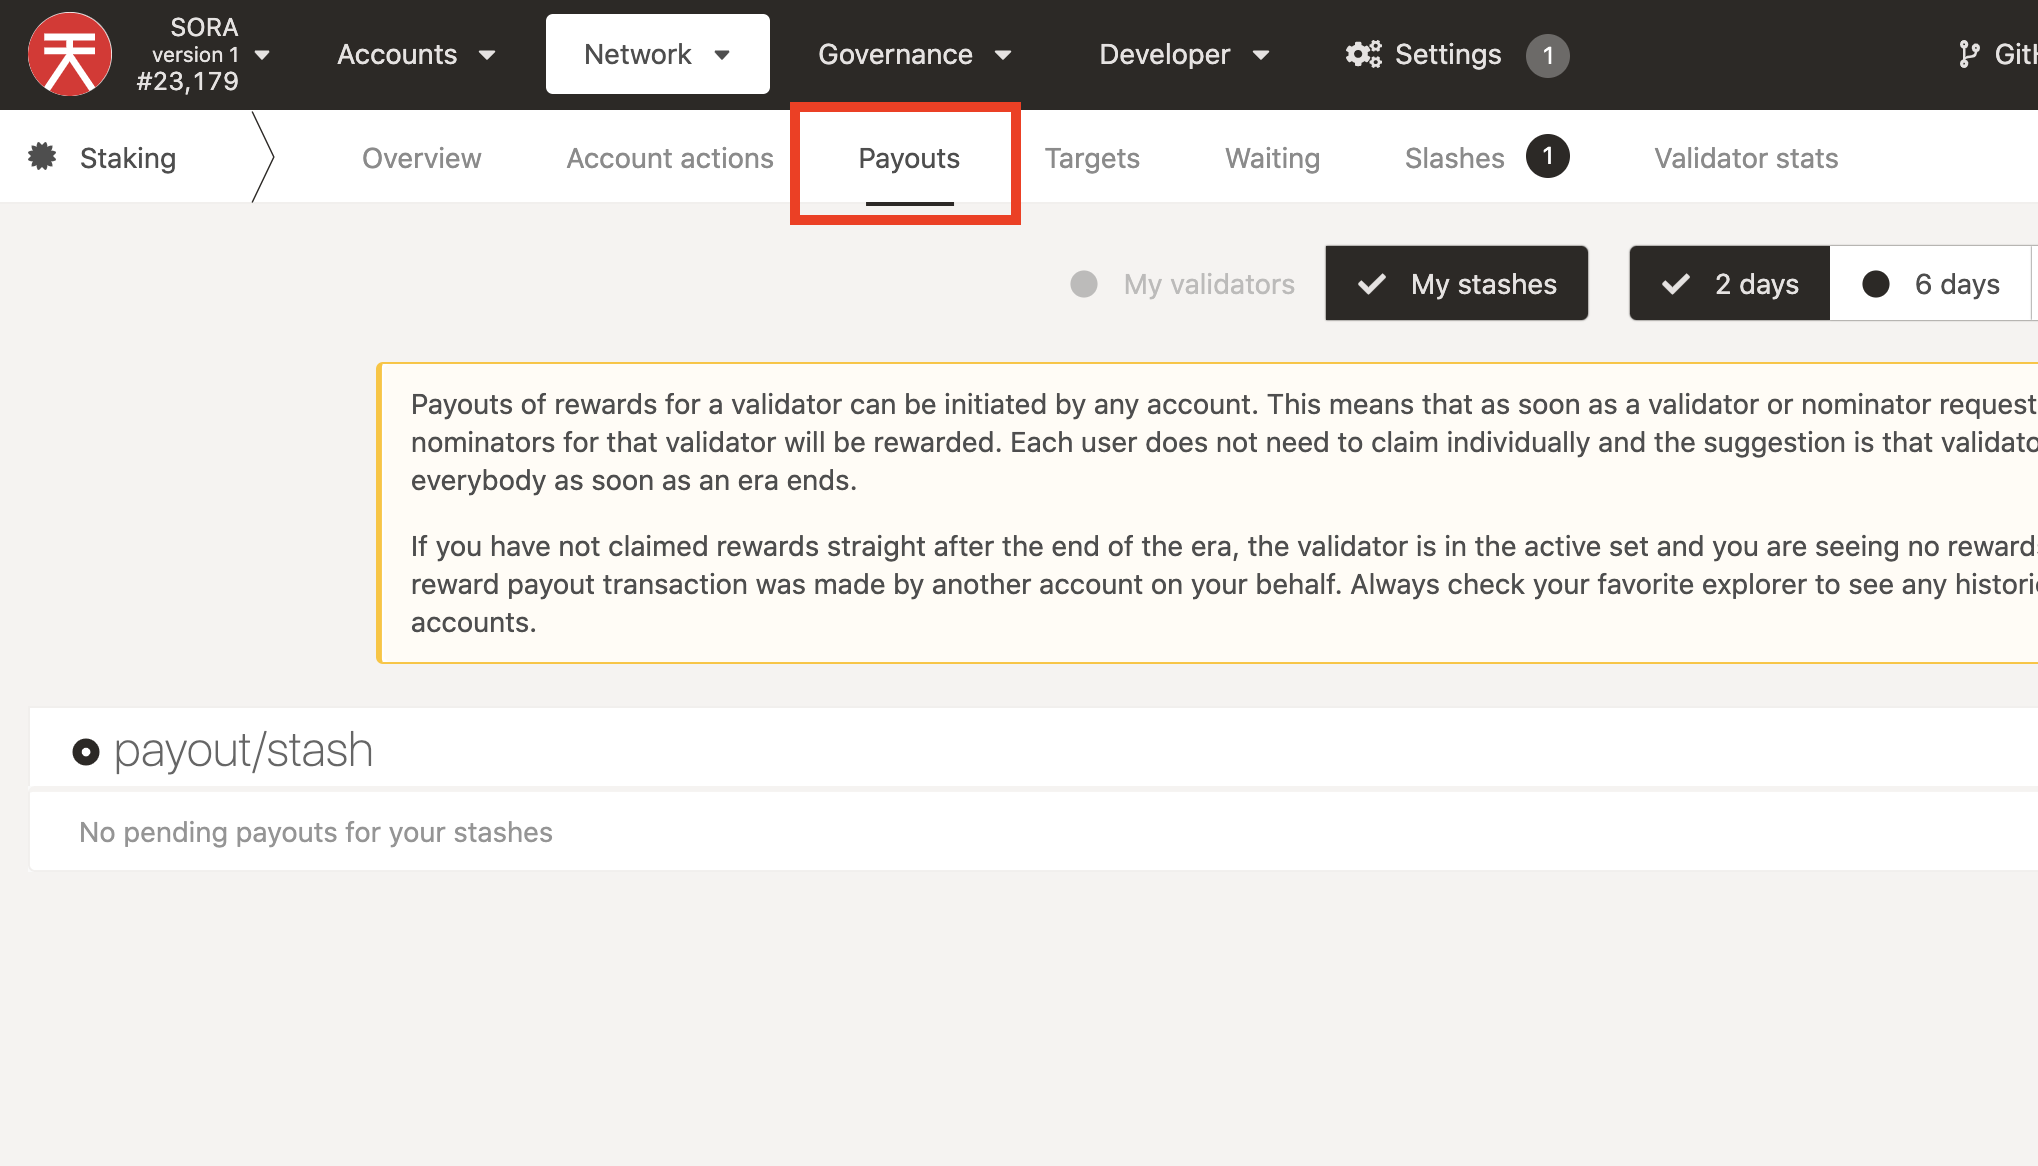 SORA
version 1
#23,179
Accounts
Network
Governance
Developer
Settings
1
Staking
Overview
Account actions
Payouts
Targets
Waiting
Slashes
1
Validator stats
My validators
My stashes
2 days
6 days
Payouts of rewards for a validator can be initiated by any account. This means that as soon as a validator or nominator request
nominators for that validator will be rewarded. Each user does not need to claim individually and the suggestion is that
everybody as soon as an era ends.
If you have not claimed rewards straight after the end of the era, the validator is in the active set and you are seeing no
reward payout transaction was made by another account on your behalf. Always check your favorite explorer to see any
accounts.
payout/stash
No pending payouts for your stashes